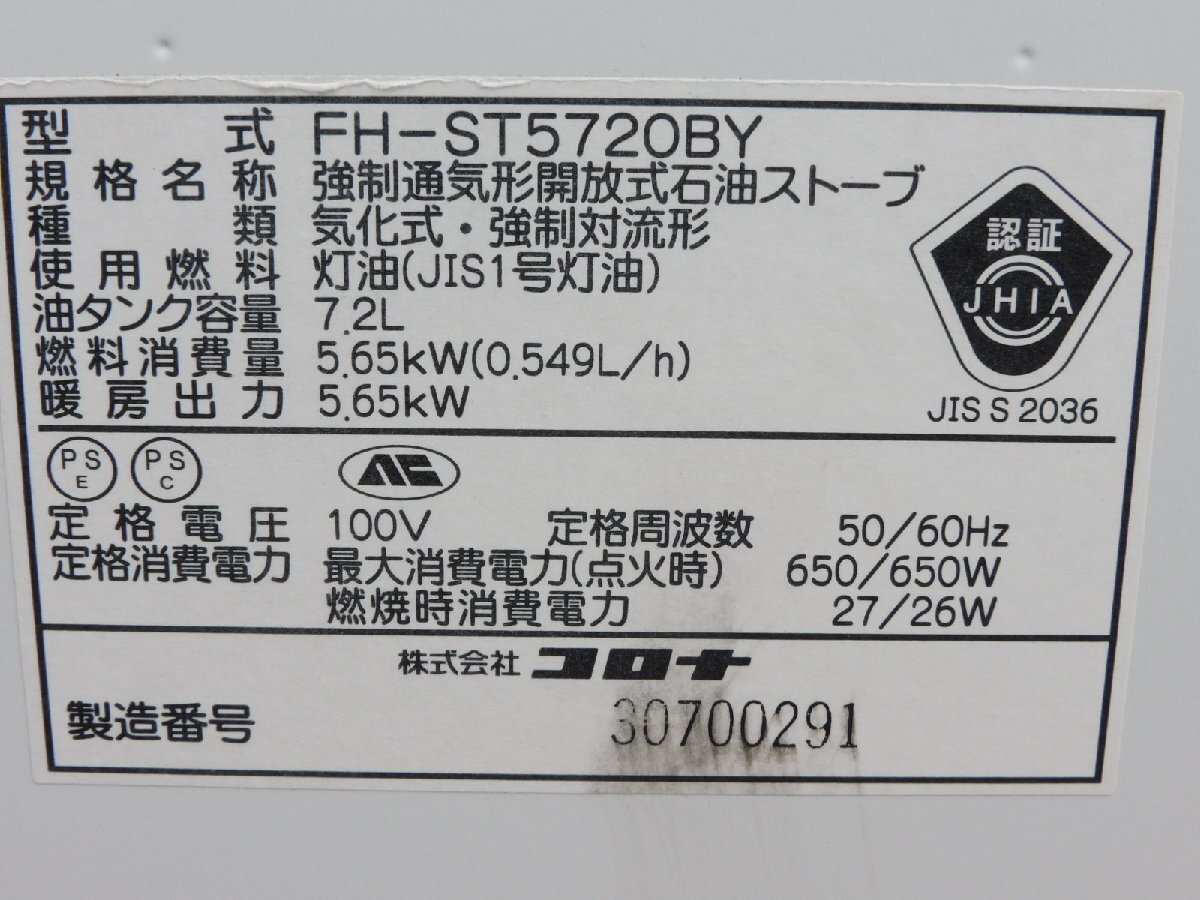 型式 FH-ST5720BY
規格名称 強制通気形開放式石油ストーブ
種類 気化式・強制対流形
使用燃料 灯油(JIS1号灯油)
油タンク容量 7.2L
燃料消費量 5.65kW(0.549L/h)
暖房出力 5.65kW
認証
JHIA
JIS S 2036
PS E PS C
定格電圧 100V 定格周波数 50/60Hz
定格消費電力 最大消費電力(点火時) 650/650W
燃焼時消費電力 27/26W
株式会社 コロナ
製造番号 30700291